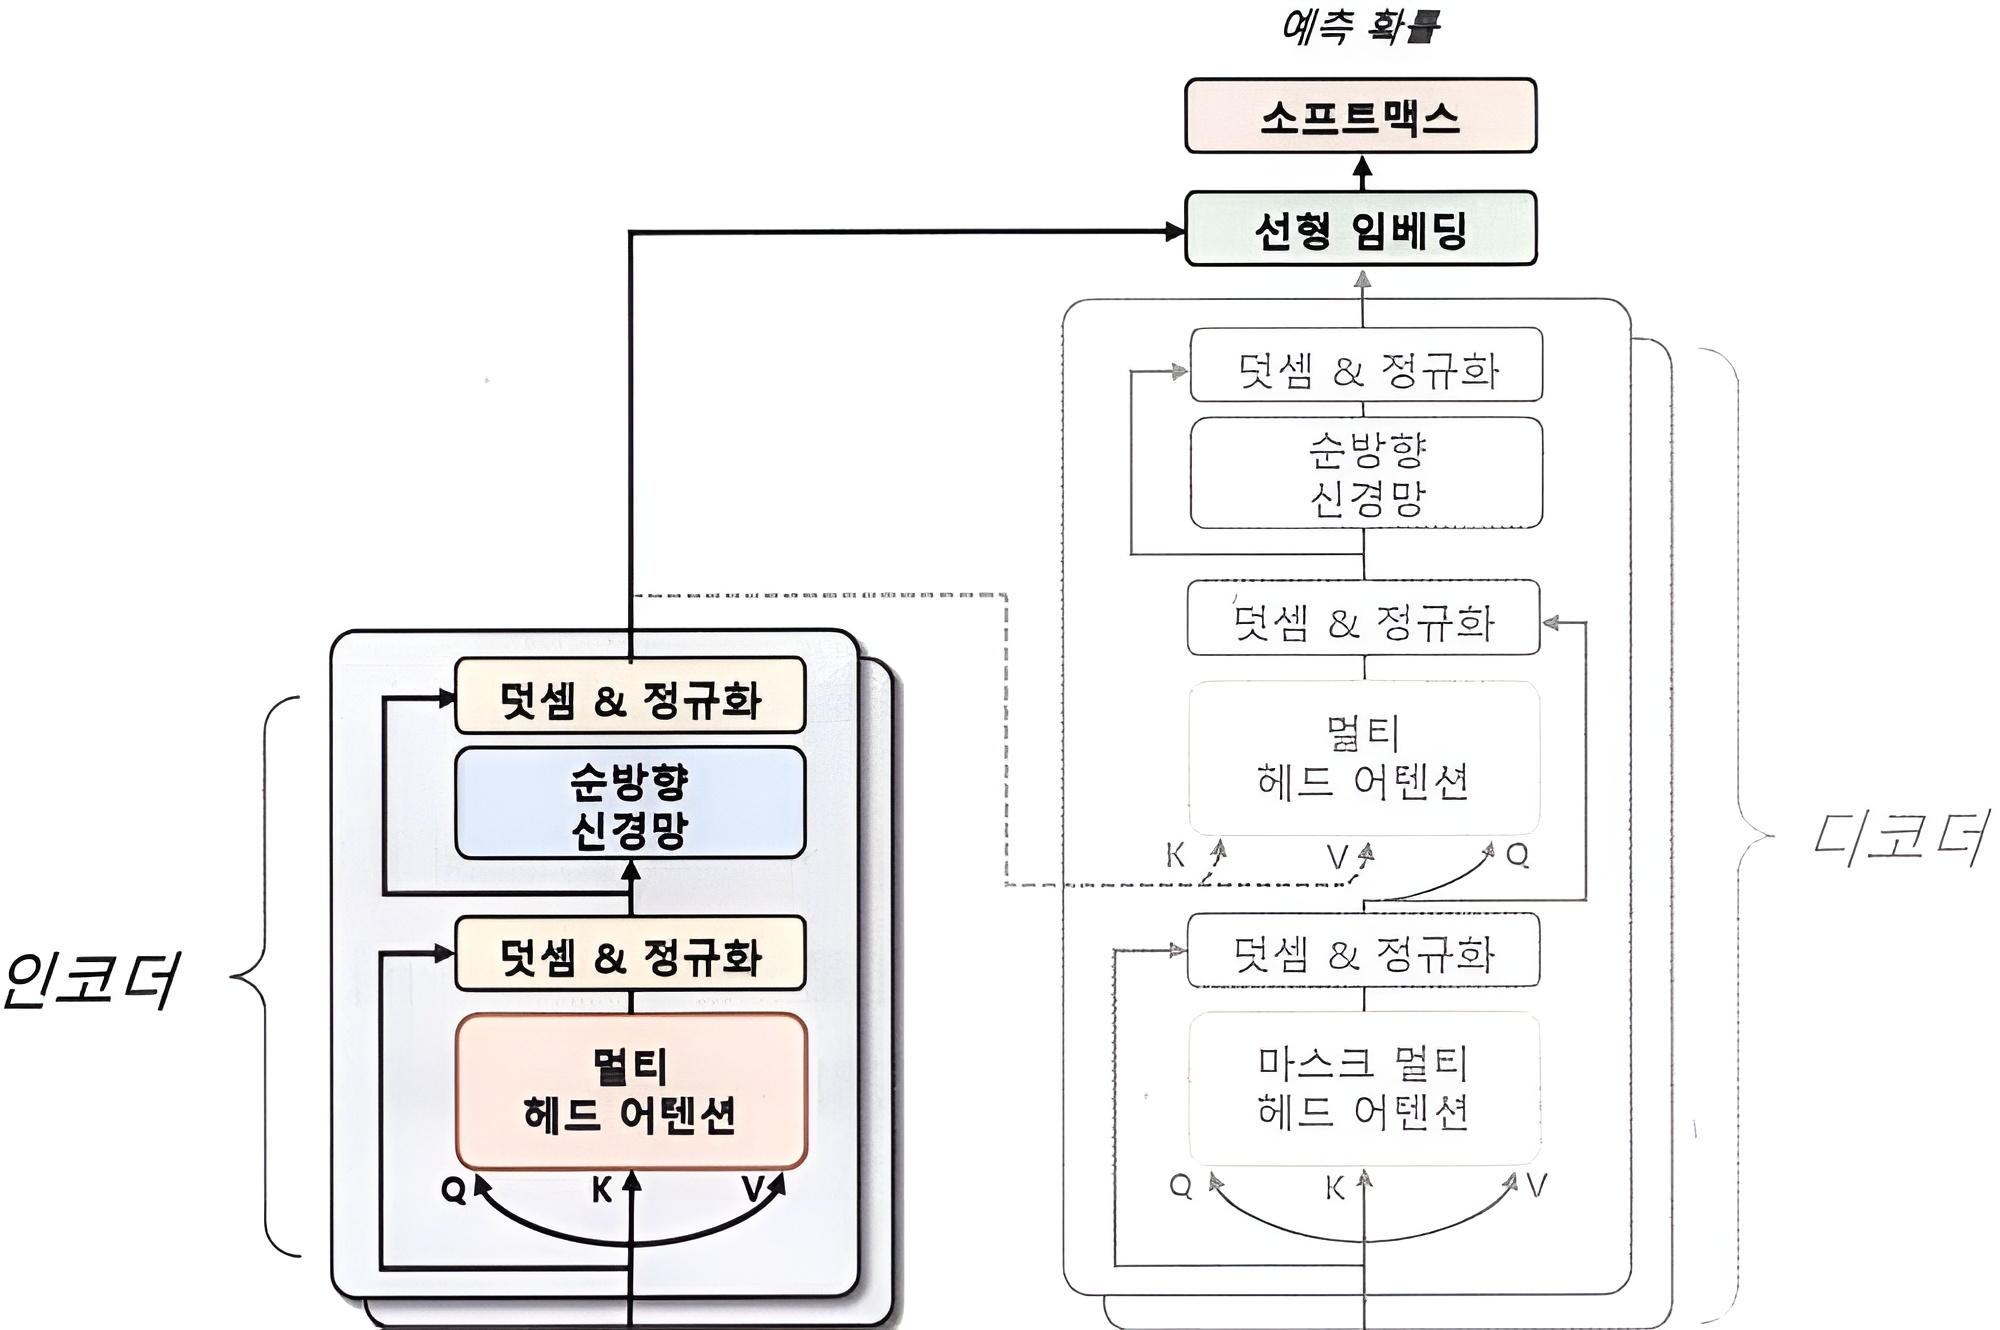 예측
소프트맥스
선형 임베딩
덧셈 & 정규화
순방향
신경망
덧셈 & 정규화
멀티
헤드 어텐션
K V Q
덧셈 & 정규화
마스크 멀티
헤드 어텐션
Q K V
디코더
인코더
덧셈 & 정규화
순방향
신경망
덧셈 & 정규화
멀티
헤드 어텐션
Q K V